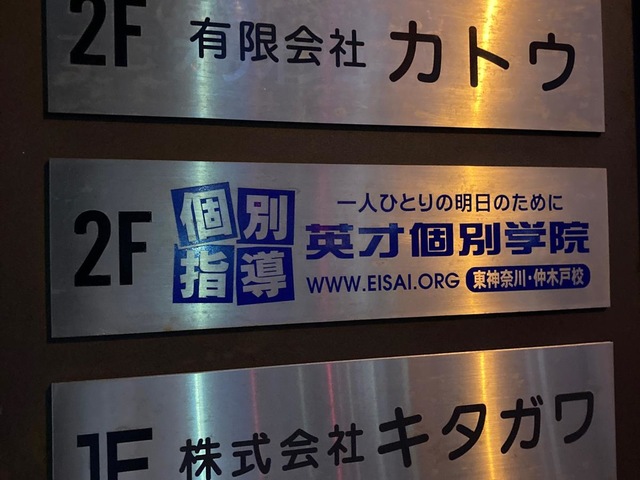 2F 有限会社 カトウ
2F
個別
指導
一人ひとりの明日のために
英才個別学院
WWW.EISAI.ORG 東神奈川・仲木戸校
1F 株式会社 キタガワ